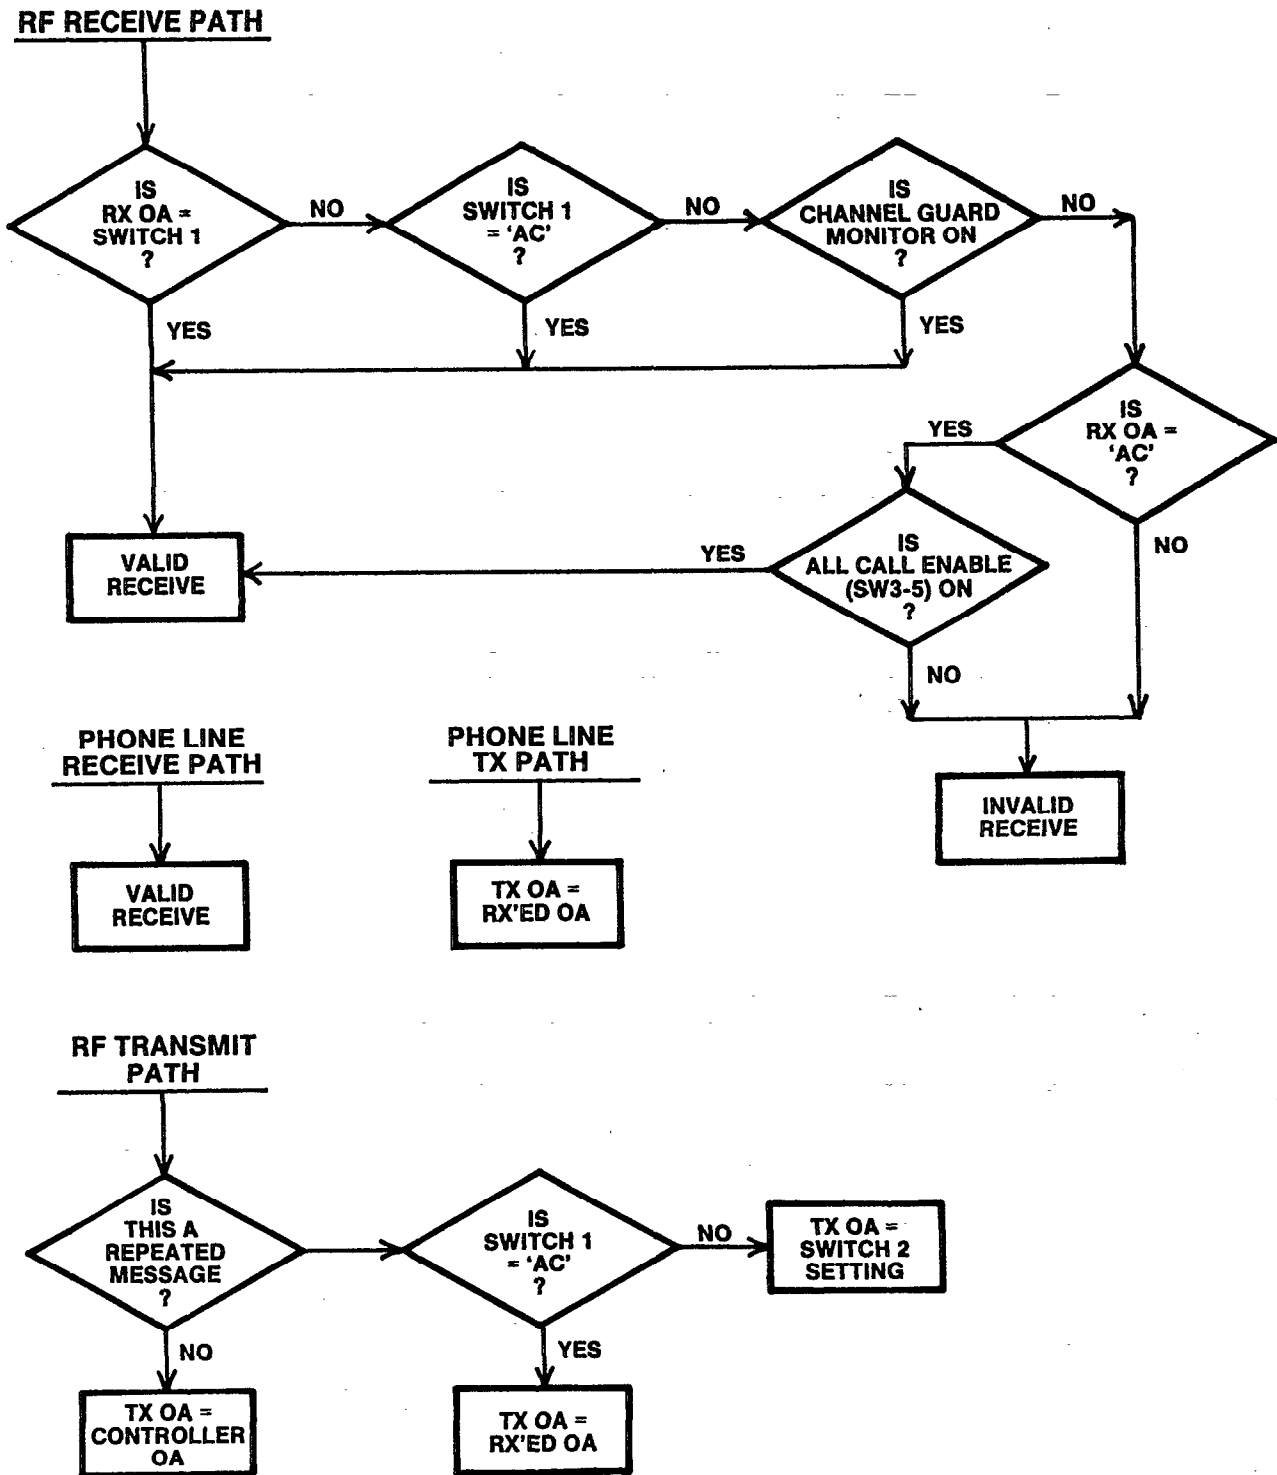 RF RECEIVE PATH
IS
RX OA =
SWITCH 1
?
NO
YES
IS
SWITCH 1
= 'AC'
?
NO
YES
IS
CHANNEL GUARD
MONITOR ON
?
NO
YES
IS
RX OA =
'AC'
?
YES
NO
IS
ALL CALL ENABLE
(SW3-5) ON
?
YES
NO
VALID
RECEIVE
INVALID
RECEIVE
PHONE LINE
RECEIVE PATH
VALID
RECEIVE
PHONE LINE
TX PATH
TX OA =
RX'ED OA
RF TRANSMIT
PATH
IS
THIS A
REPEATED
MESSAGE
?
NO
TX OA =
CONTROLLER
OA
IS
SWITCH 1
= 'AC'
?
NO
YES
TX OA =
SWITCH 2
SETTING
TX OA =
RX'ED OA